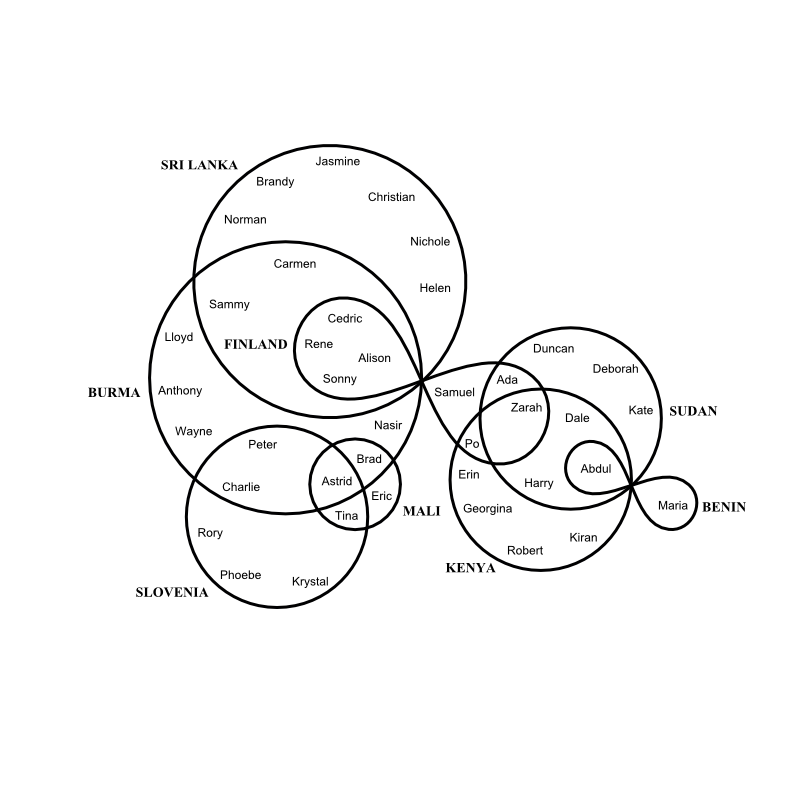 Jasmine
SRI LANKA
Brandy
Christian
Norman
Nichole
Carmen
Helen
Sammy
Cedric
Lloyd
FINLAND
Rene
Alison
Sonny
Duncan
Deborah
BURMA
Anthony
Samuel
Ada
Zarah
Dale
Kate
SUDAN
Wayne
Nasir
Peter
Po
Brad
Abdul
Charlie
Astrid
Erin
Harry
Eric
Georgina
Maria
BENIN
MALI
Tina
Rory
Kiran
Robert
KENYA
Phoebe
Krystal
SLOVENIA